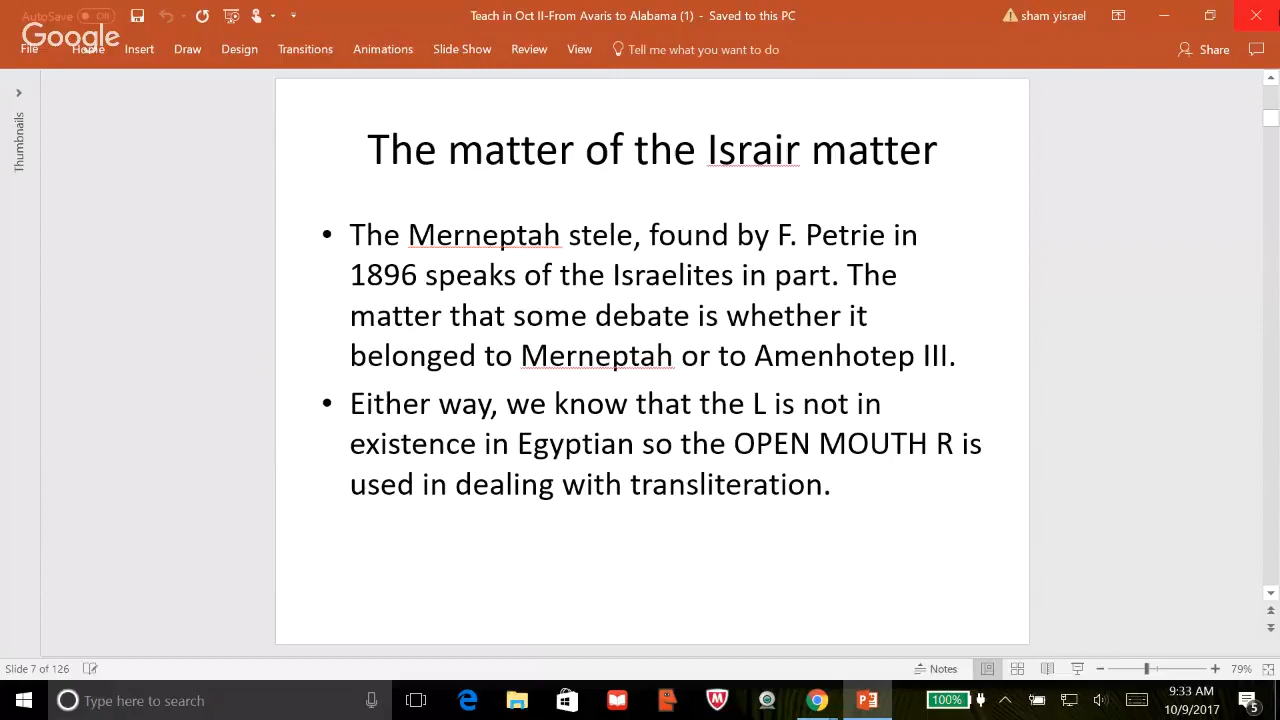 AutoSave Off
Teach in Oct II-From Avaris to Alabama (1) - Saved to this PC
sham yisrael
Google
File Home Insert Draw Design Transitions Animations Slide Show Review View Tell me what you want to do
Share
Thumbnails
The matter of the Israir matter
• The Merneptah stele, found by F. Petrie in
1896 speaks of the Israelites in part. The
matter that some debate is whether it
belonged to Merneptah or to Amenhotep III.
• Either way, we know that the L is not in
existence in Egyptian so the OPEN MOUTH R is
used in dealing with transliteration.
Slide 7 of 126
Notes
79%
Type here to search
100%
9:33 AM
10/9/2017
5